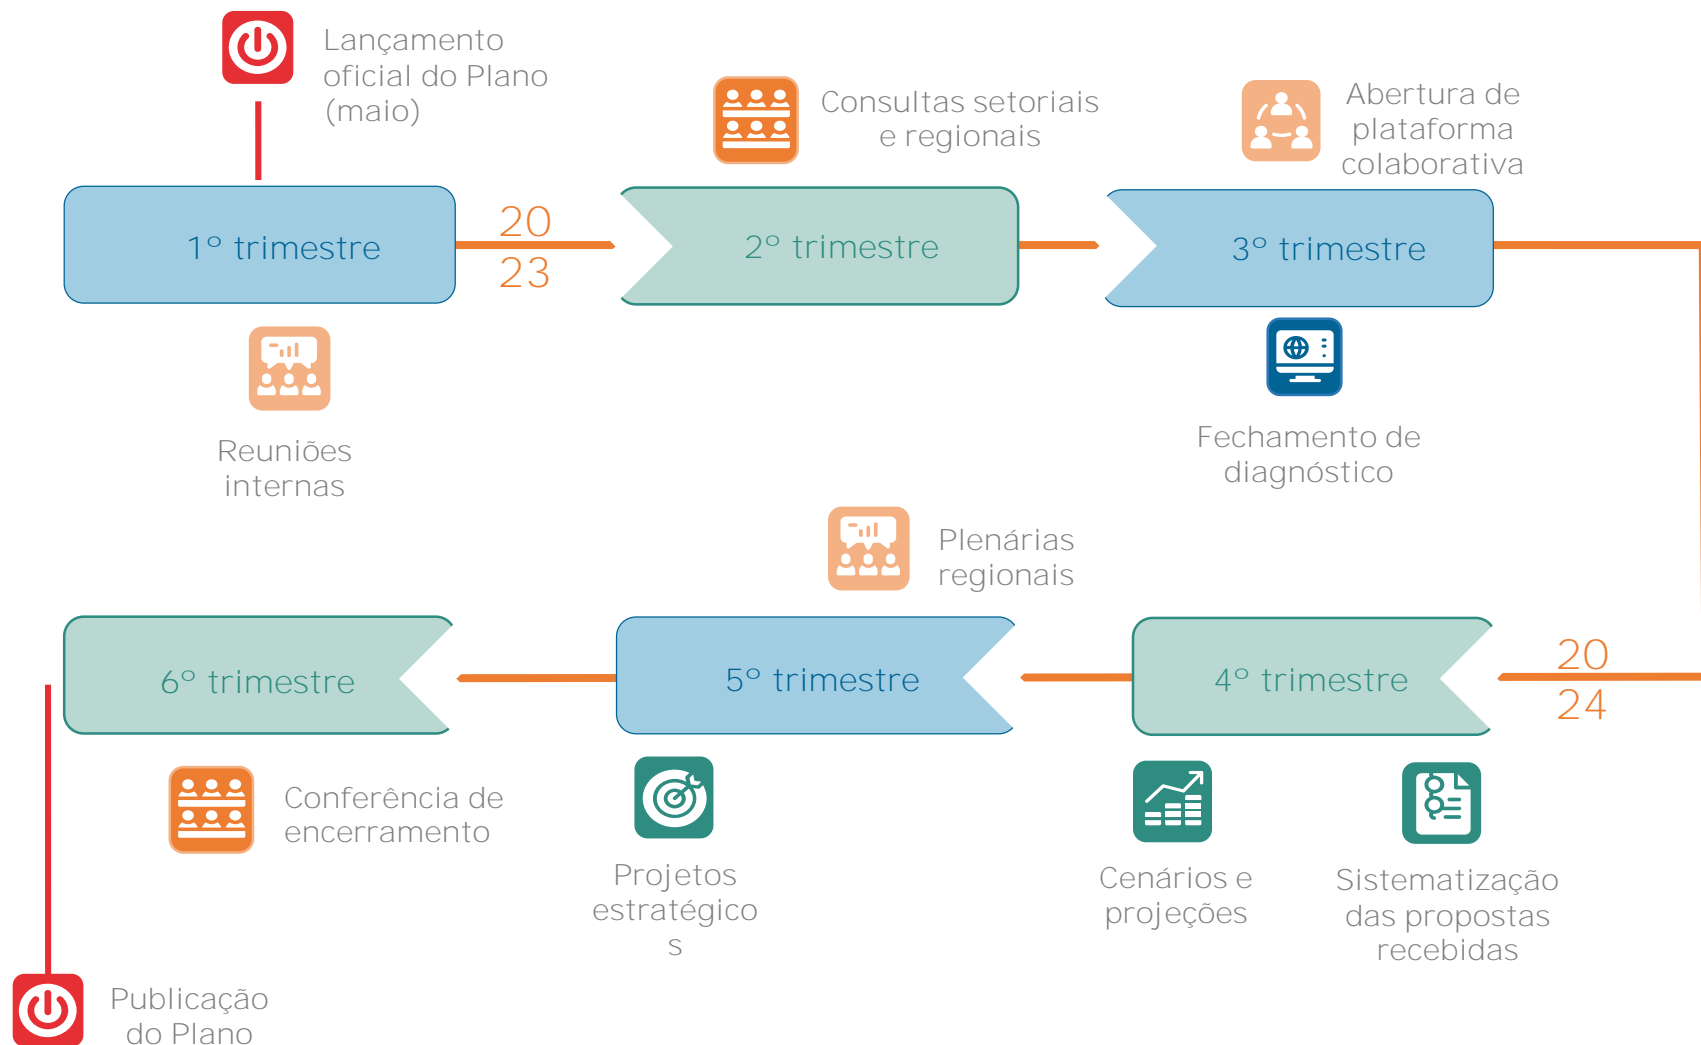 Lançamento
oficial do Plano
(maio)
Consultas setoriais
e regionais
Abertura de
plataforma
colaborativa
1º trimestre
20
23
2º trimestre
3º trimestre
Reuniões
internas
Fechamento de
diagnóstico
Plenárias
regionais
20
24
4º trimestre
5º trimestre
6º trimestre
Sistematização
das propostas
recebidas
Cenários e
projeções
Projetos
estratégico
s
Conferência de
encerramento
Publicação
do Plano